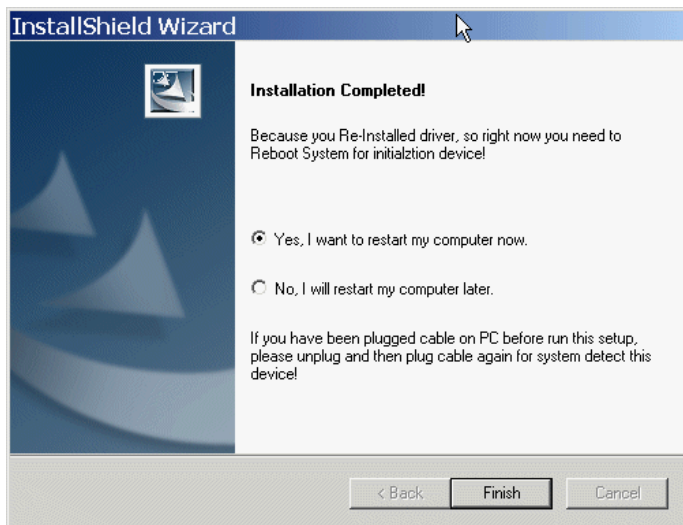 InstallShield Wizard
Installation Completed!
Because you Re-Installed driver, so right now you need to
Reboot System for initialztion device!
Yes, I want to restart my computer now.
No, I will restart my computer later.
If you have been plugged cable on PC before run this setup,
please unplug and then plug cable again for system detect this
device!
< Back
Finish
Cancel